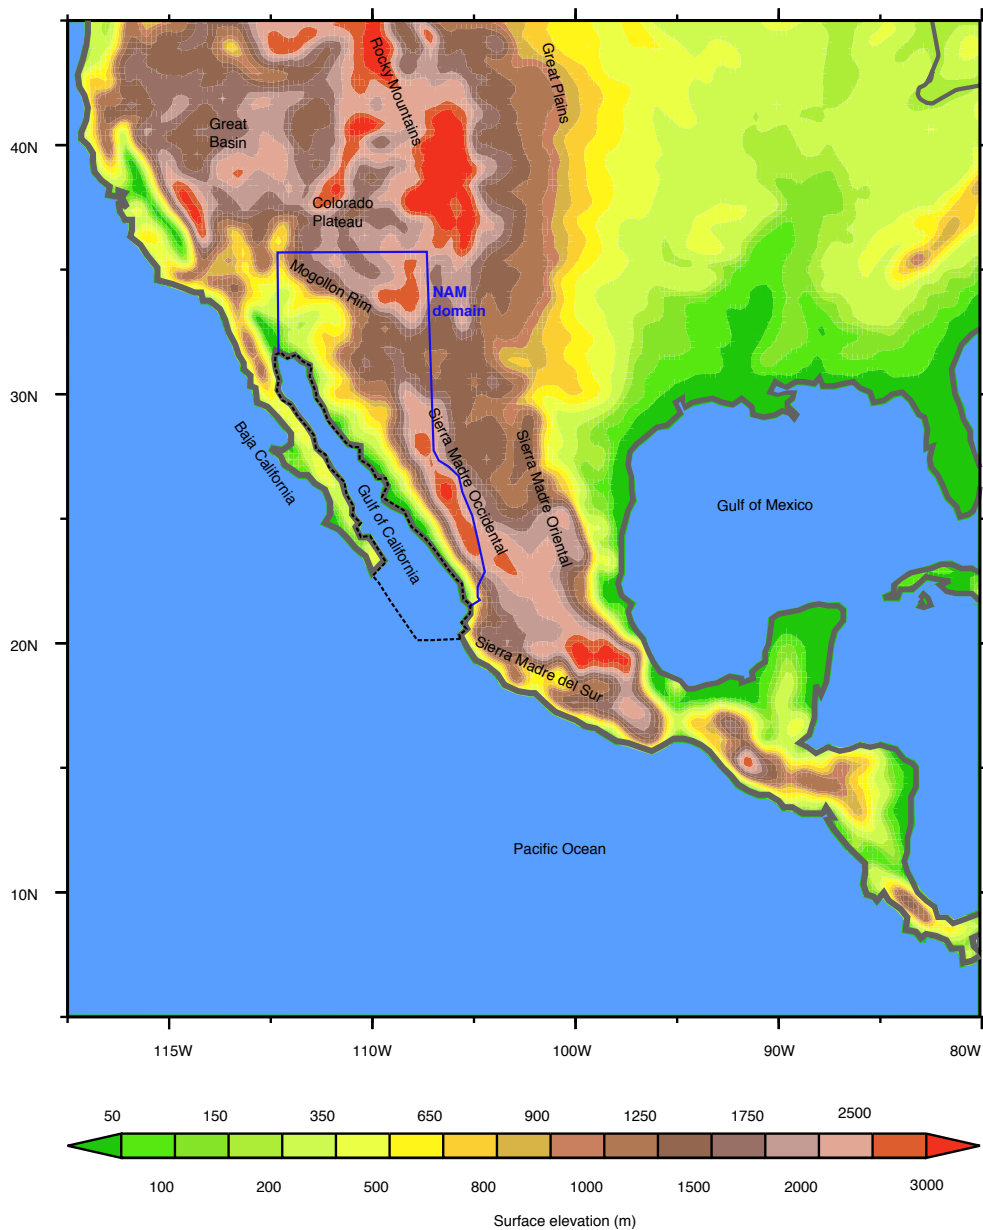 Rocky Mountains
Great Plains
Great
Basin
40N
Colorado
Plateau
Mogollon Rim
NAM
domain
30N
Baja California
Gulf of California
Sierra Madre Occidental
Sierra Madre Oriental
Gulf of Mexico
20N
Sierra Madre del Sur
Pacific Ocean
10N
115W 110W 100W 90W 80W
50 150 350 650 900 1250 1750 2500
100 200 500 800 1000 1500 2000 3000
Surface elevation (m)